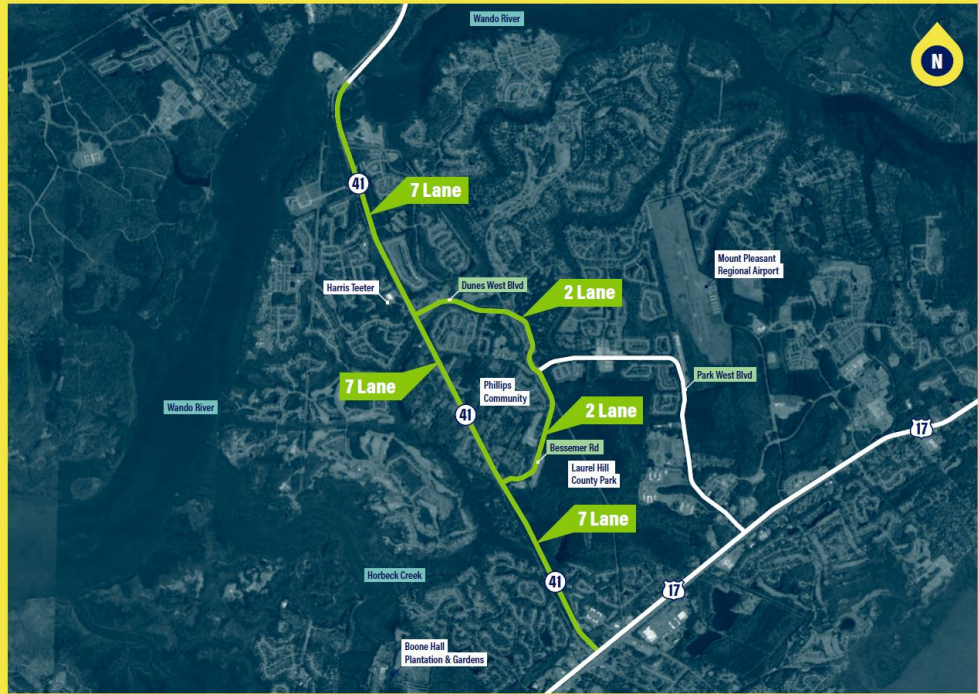 Wando River
N
41
7 Lane
Mount Pleasant
Regional Airport
Harris Teeter
Dunes West Blvd
2 Lane
7 Lane
Phillips
Community
Park West Blvd
Wando River
41
2 Lane
17
Bessemer Rd
Laurel Hill
County Park
7 Lane
Horbeck Creek
41
17
Boone Hall
Plantation & Gardens